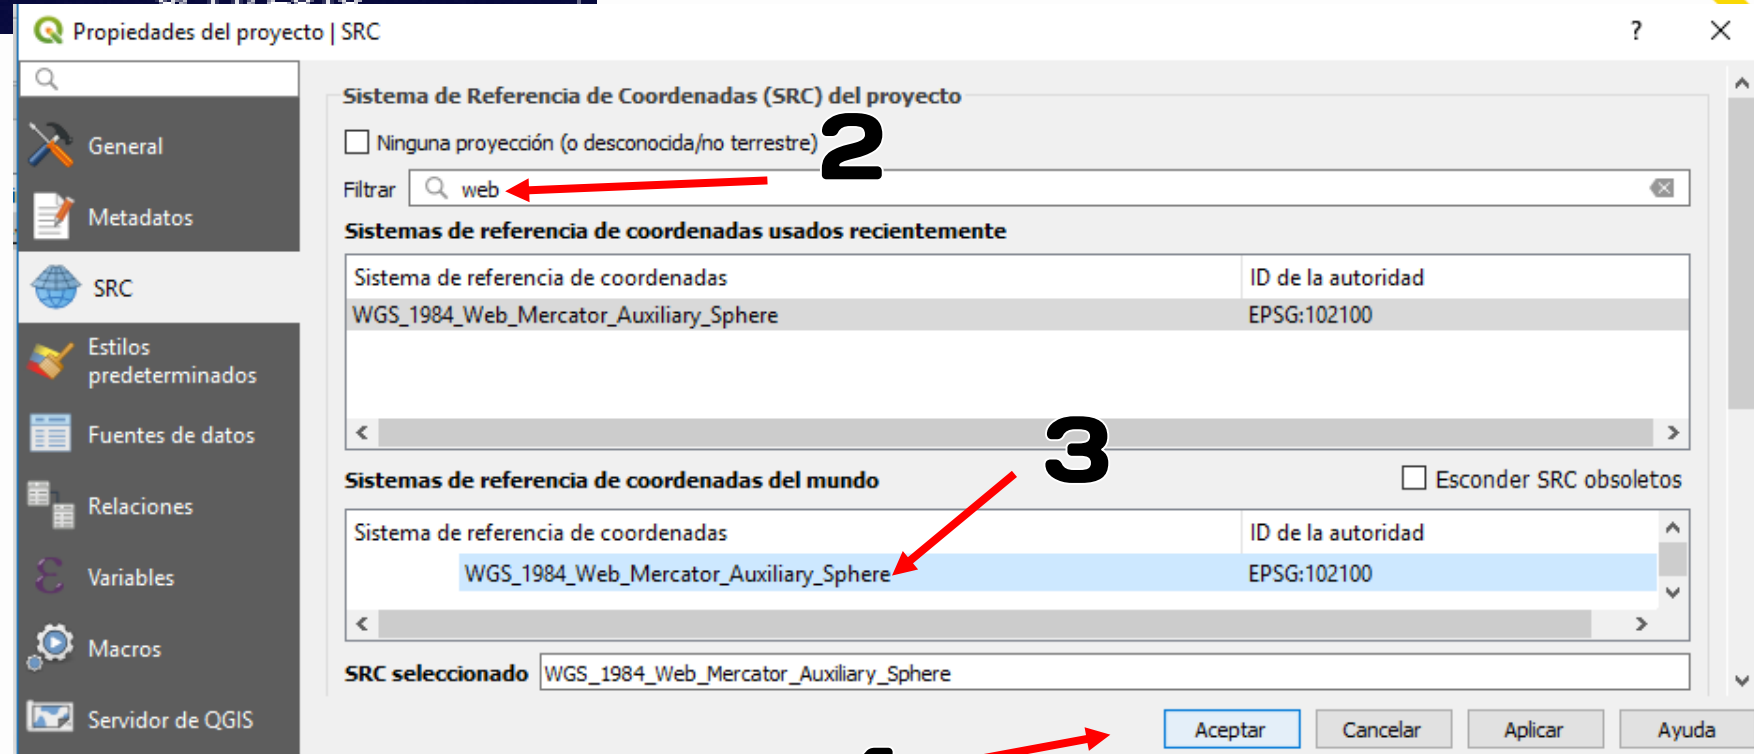 Propiedades del proyecto | SRC
?
General
Metadatos
SRC
Estilos
predeterminados
Fuentes de datos
Relaciones
Variables
Macros
Servidor de QGIS
Sistema de Referencia de Coordenadas (SRC) del proyecto
Ninguna proyección (o desconocida/no terrestre)
2
Filtrar web
Sistemas de referencia de coordenadas usados recientemente
Sistema de referencia de coordenadas ID de la autoridad
WGS_1984_Web_Mercator_Auxiliary_Sphere EPSG:102100
3
Sistemas de referencia de coordenadas del mundo Esconder SRC obsoletos
Sistema de referencia de coordenadas ID de la autoridad
WGS_1984_Web_Mercator_Auxiliary_Sphere EPSG:102100
SRC seleccionado WGS_1984_Web_Mercator_Auxiliary_Sphere
Aceptar Cancelar Aplicar Ayuda